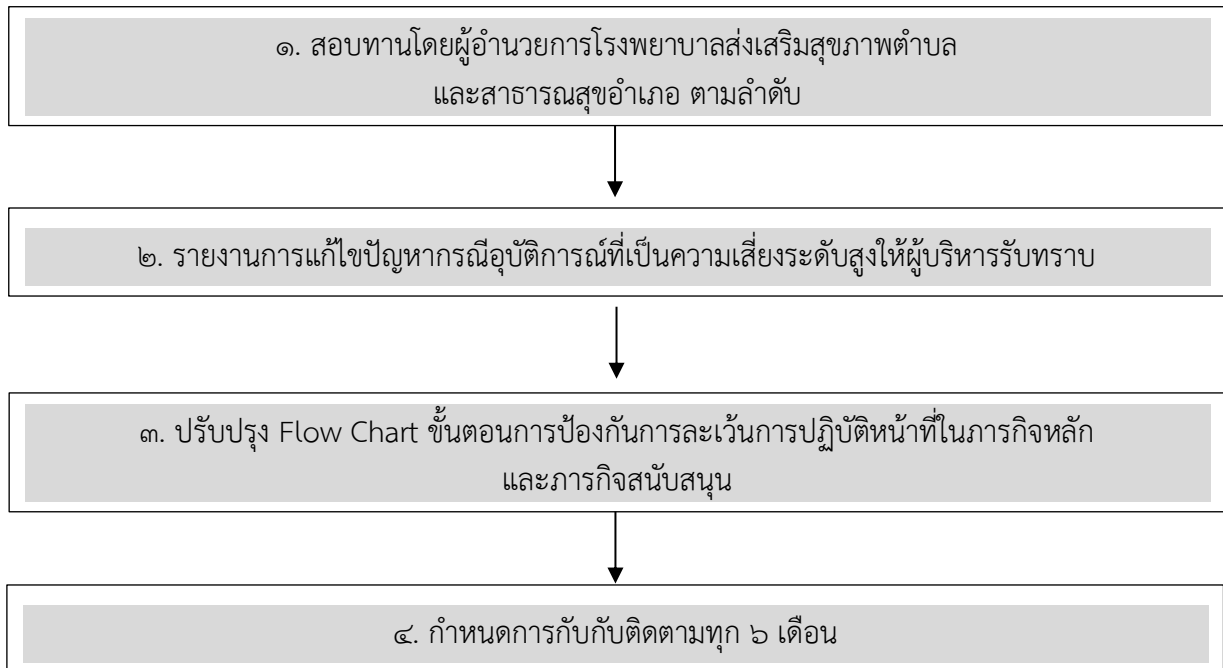 ๑. สอบทานโดยผู้อำนวยการโรงพยาบาลส่งเสริมสุขภาพตำบล
และสาธารณสุขอำเภอ ตามลำดับ
๒. รายงานการแก้ไขปัญหากรณีอุบัติการณ์ที่เป็นความเสี่ยงระดับสูงให้ผู้บริหารรับทราบ
๓. ปรับปรุง Flow Chart ขั้นตอนการป้องกันการละเว้นการปฏิบัติหน้าที่ในภารกิจหลัก
และภารกิจสนับสนุน
๔. กำหนดการกับกับติดตามทุก ๖ เดือน